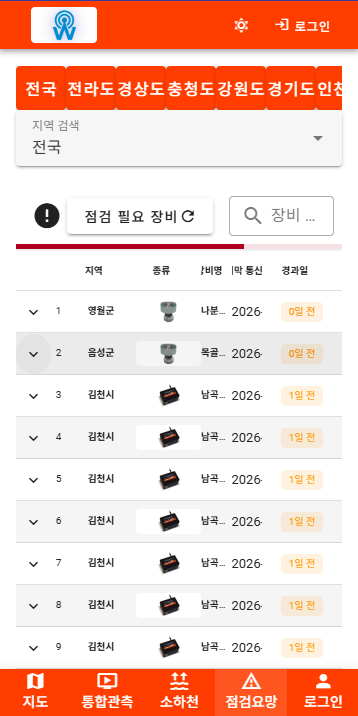 로그인
전국 전라도 경상도 충청도 강원도 경기도 인천
지역 검색
전국
점검 필요 장비
장비 ...
지역 종류 장비명 경과일
1 영월군 나분... 2026- 0일 전
2 음성군 목골... 2026- 0일 전
3 김천시 남곡... 2026- 1일 전
4 김천시 남곡... 2026- 1일 전
5 김천시 남곡... 2026- 1일 전
6 김천시 남곡... 2026- 1일 전
7 김천시 남곡... 2026- 1일 전
8 김천시 남곡... 2026- 1일 전
9 김천시 남곡... 2026- 1일 전
지도 통합관측 소하천 점검요망 로그인